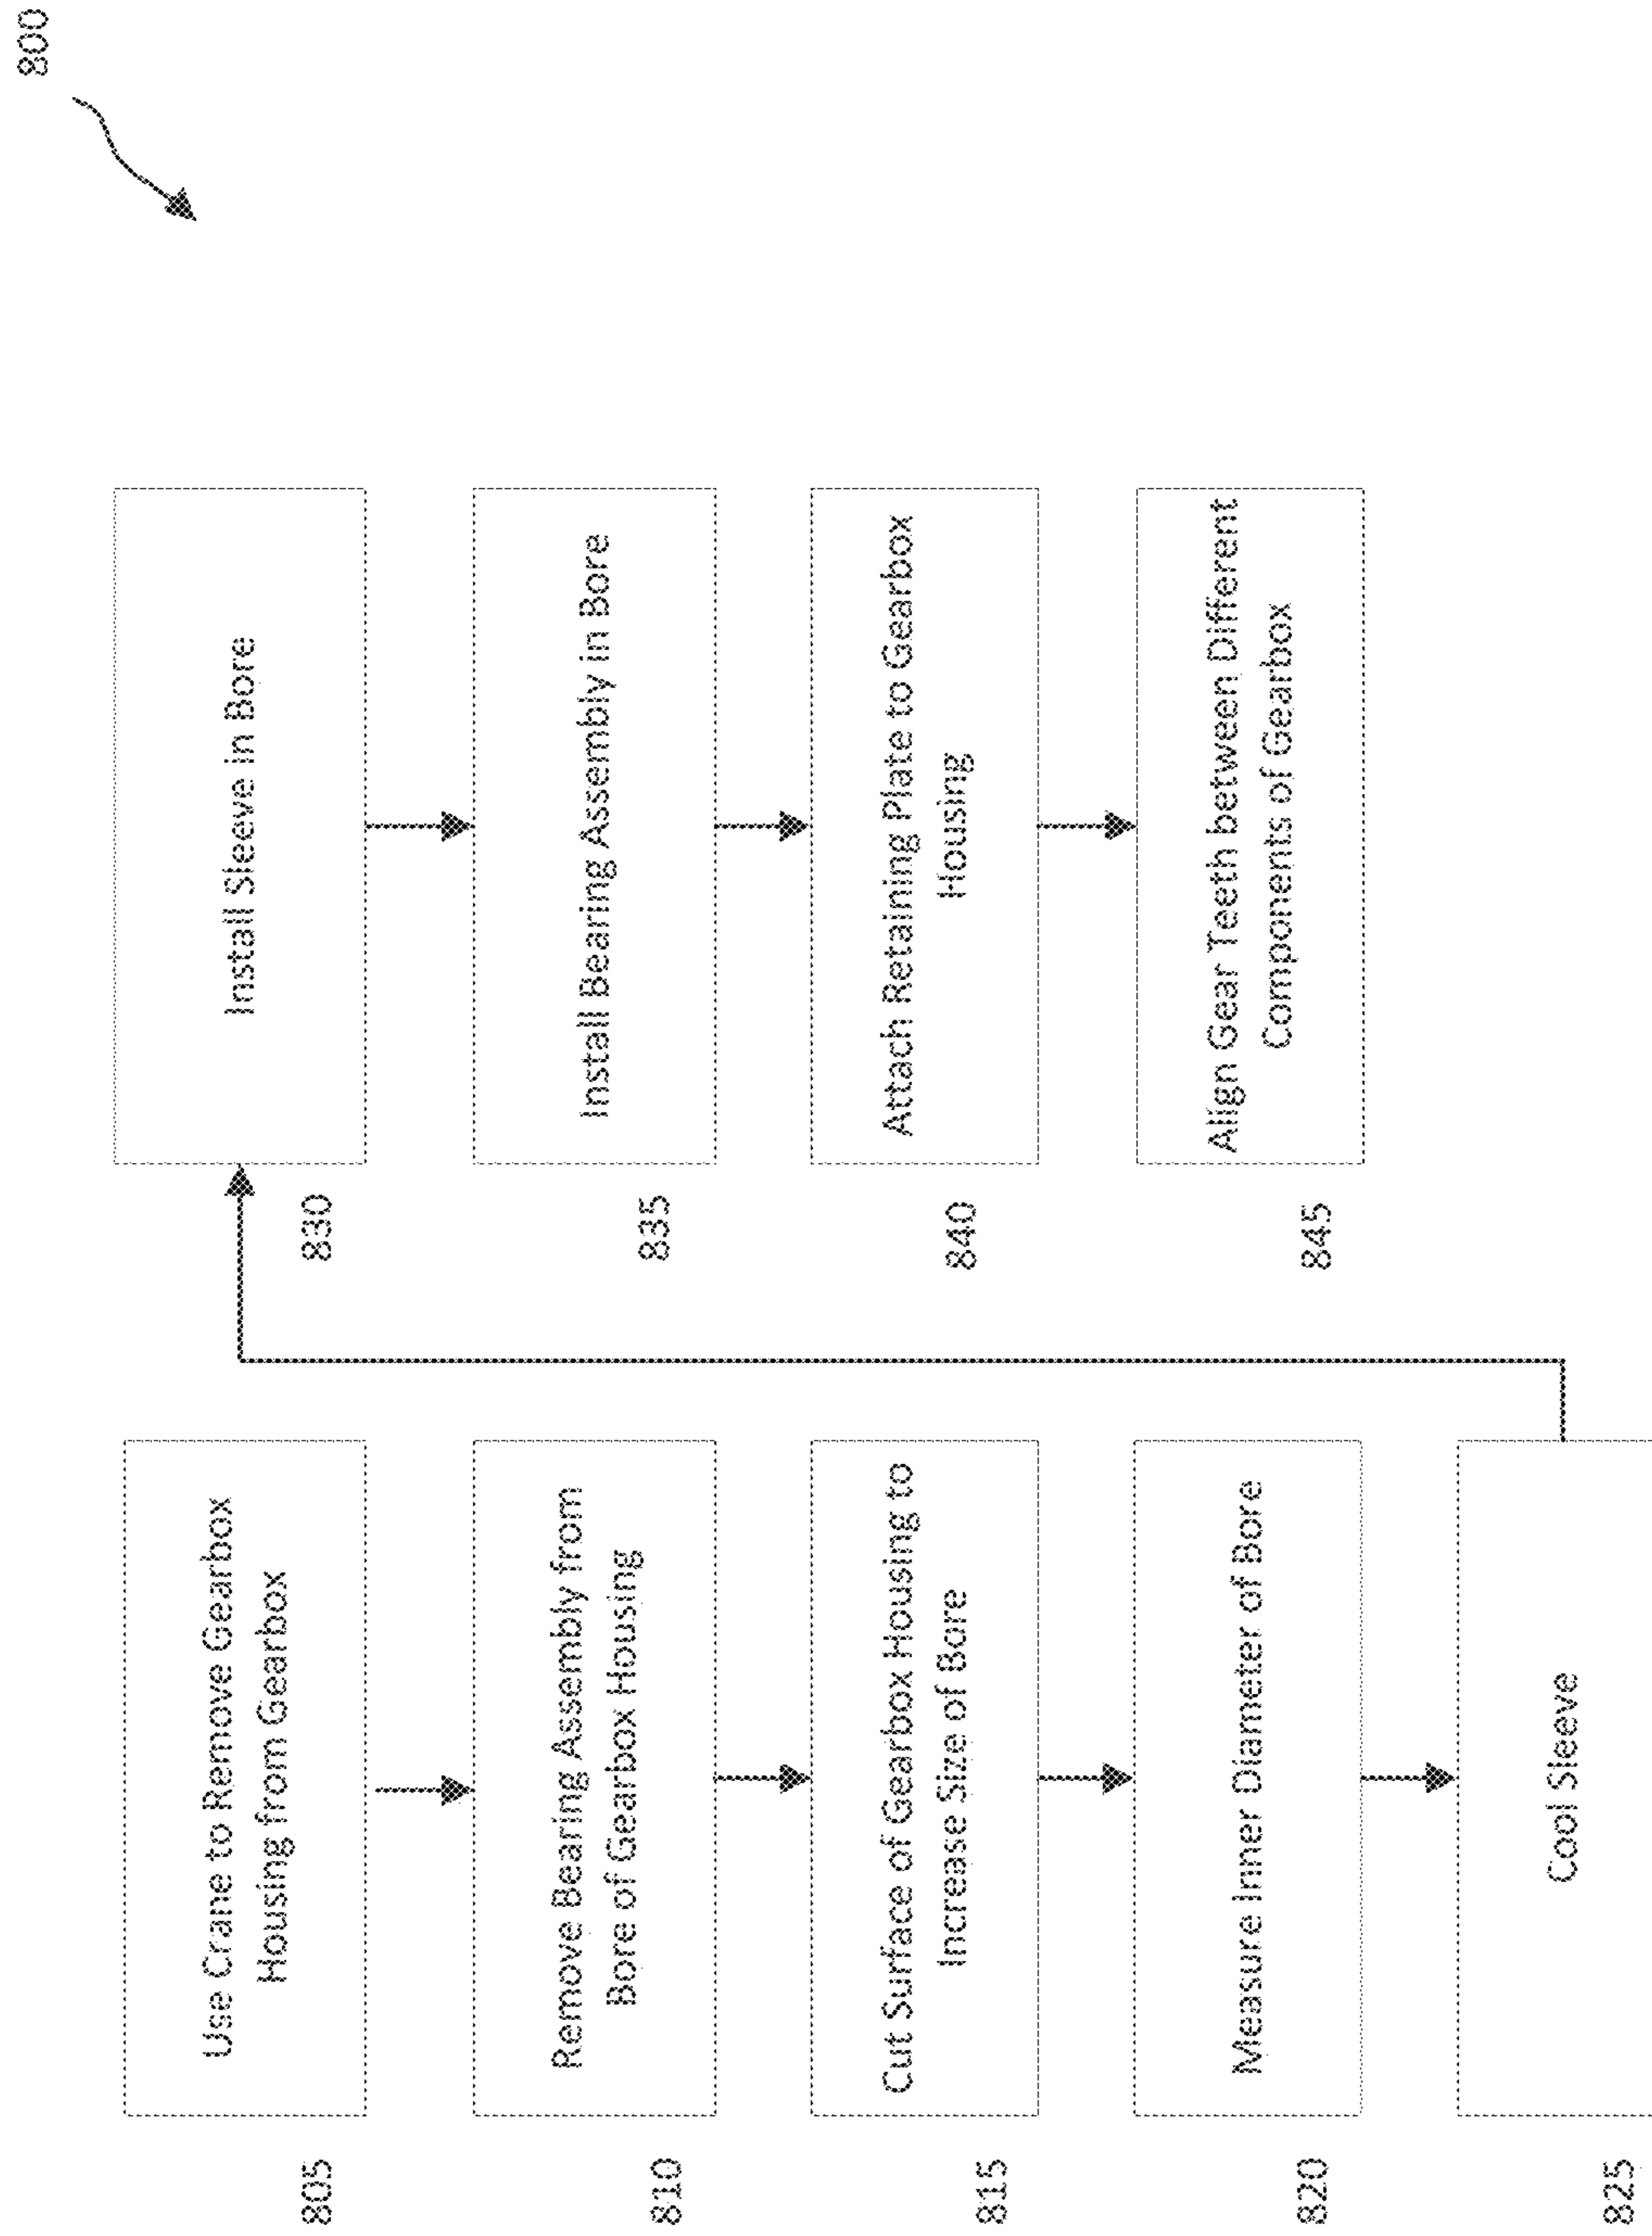 800
Use Crane to Remove Gearbox
Housing from Gearbox
805
Remove Bearing Assembly from
Bore of Gearbox Housing
810
Cut Surface of Gearbox Housing to
Increase Size of Bore
815
Measure Inner Diameter of Bore
820
Cool Sleeve
825
Install Sleeve in Bore
830
Install Bearing Assembly in Bore
835
Attach Retaining Plate to Gearbox
Housing
840
Align Gear Teeth between Different
Components of Gearbox
845